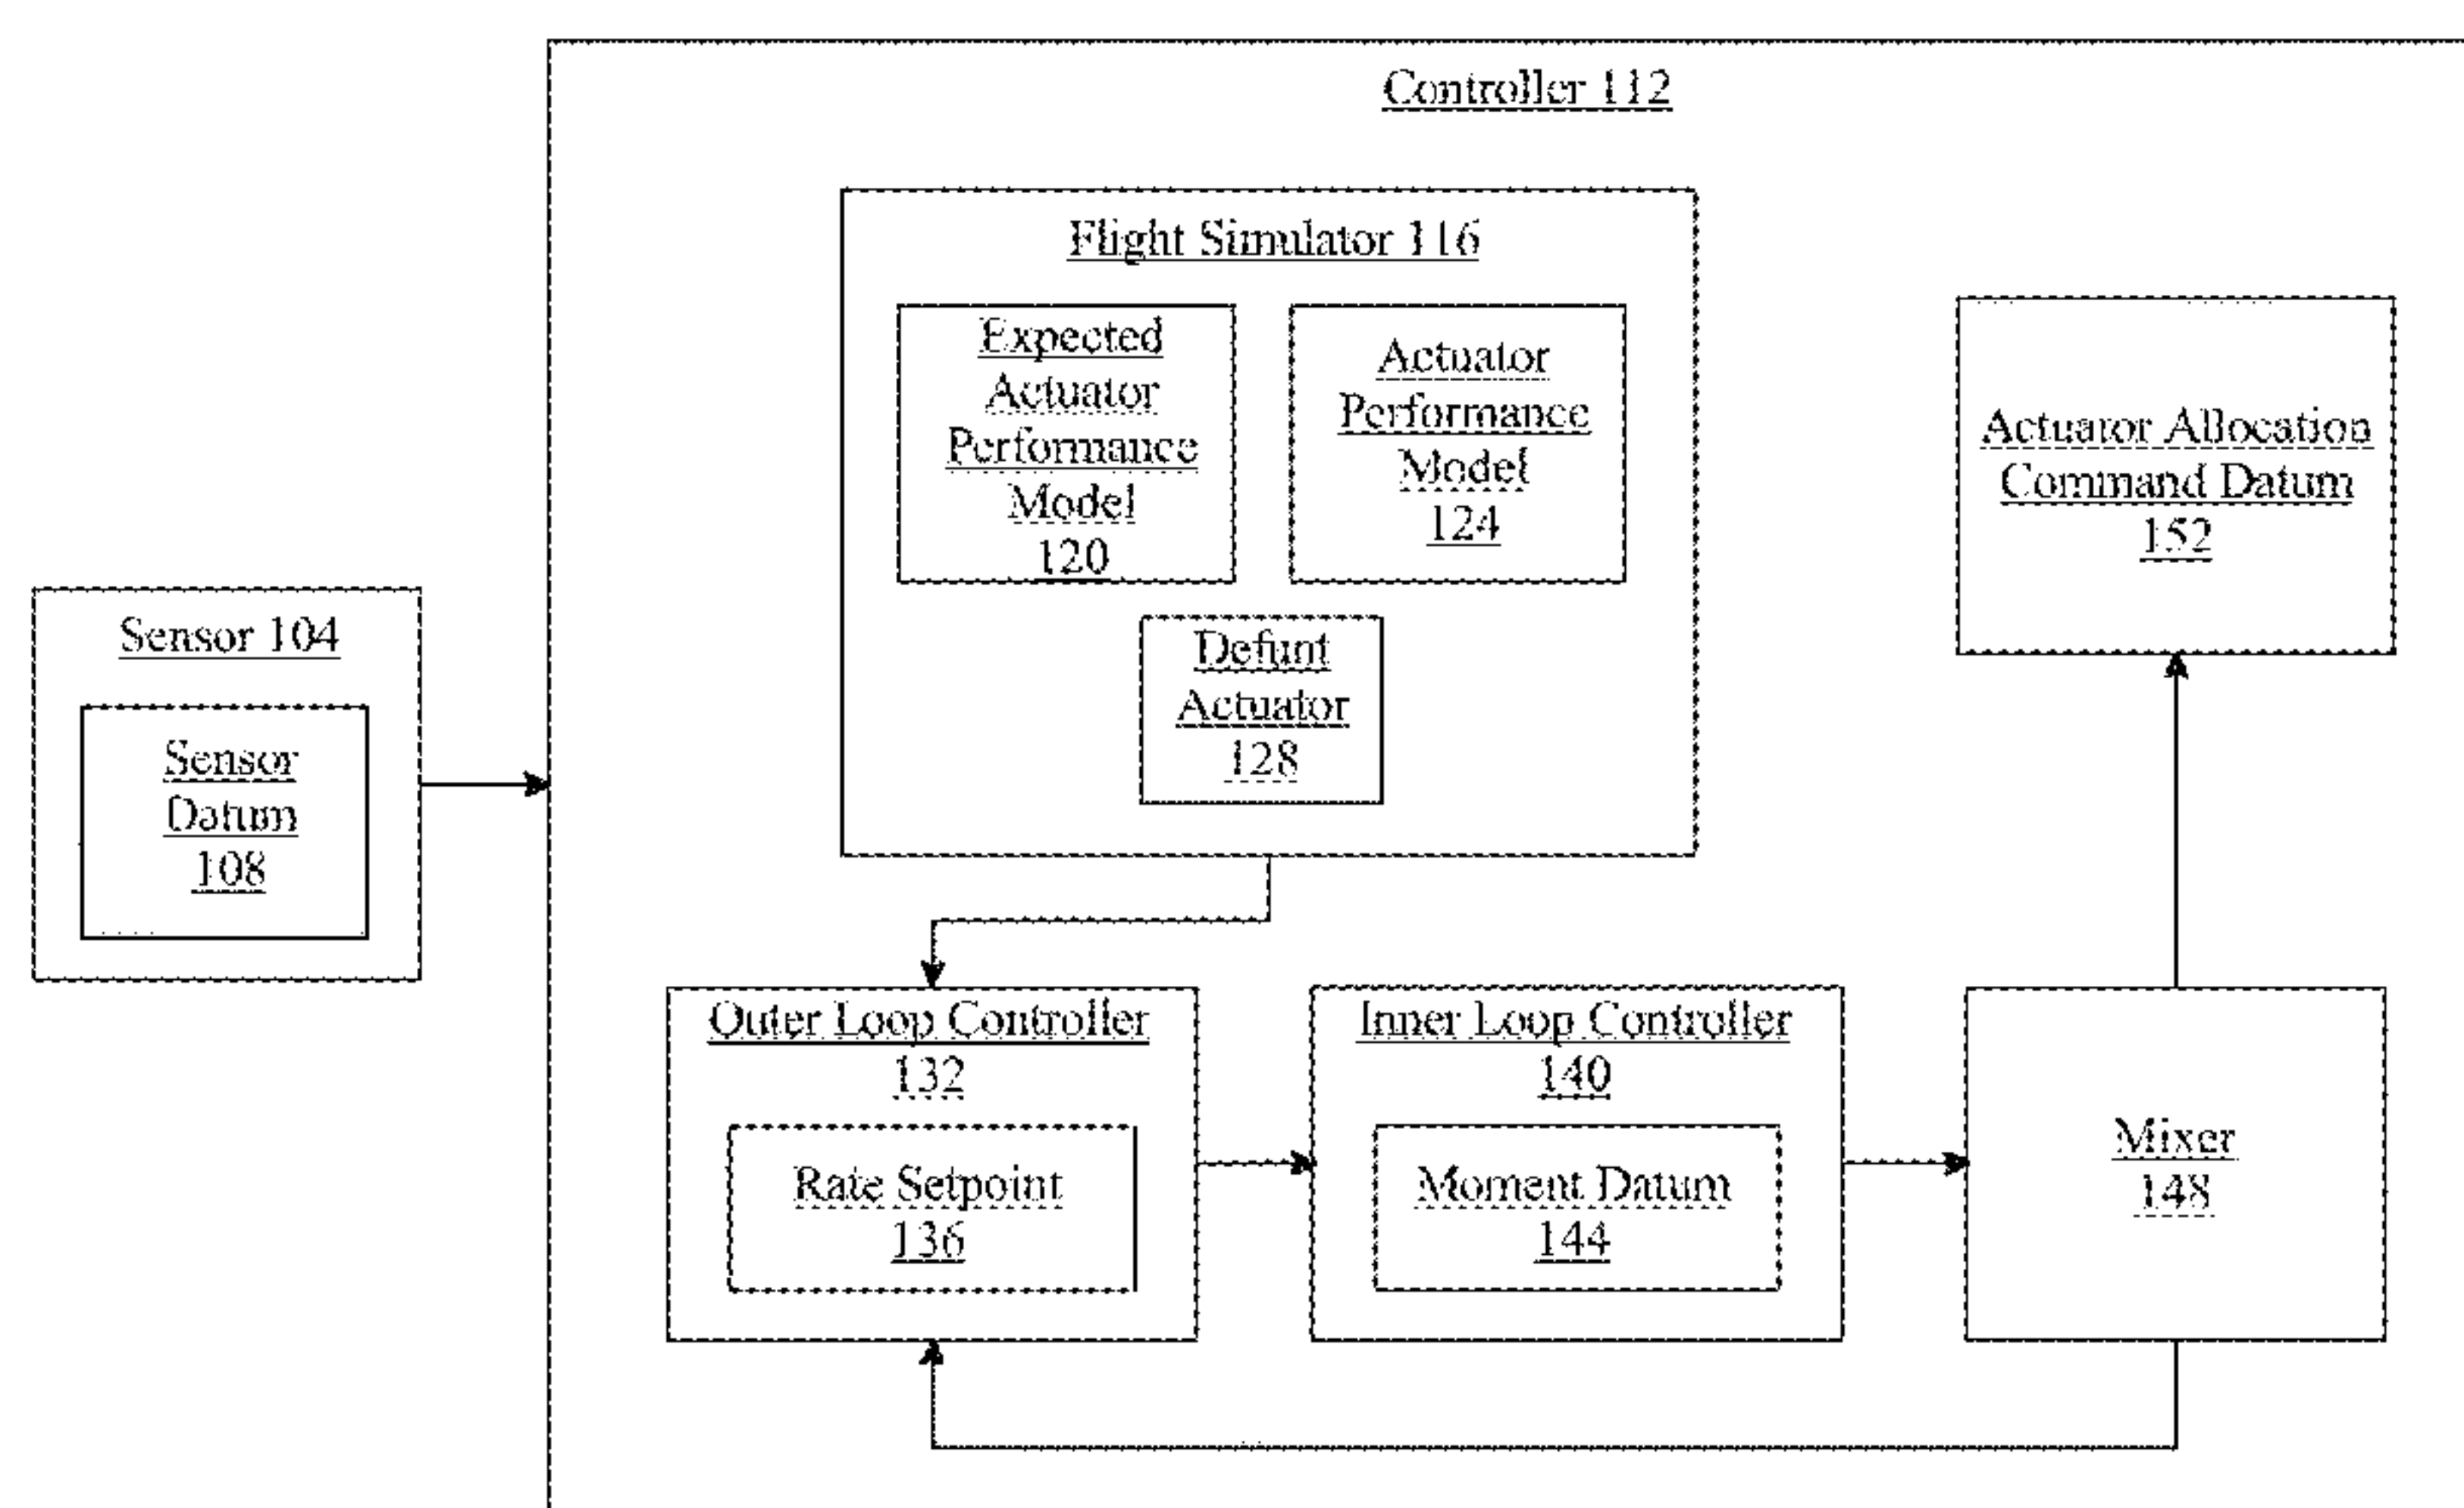 Controller 112
Flight Simulator 116
Expected
Actuator
Performance
Model
120
Actuator
Performance
Model
124
Defunt
Actuator
128
Actuator Allocation
Command Datum
152
Sensor 104
Sensor
Datum
108
Outer Loop Controller
132
Rate Setpoint
136
Inner Loop Controller
140
Moment Datum
144
Mixer
148